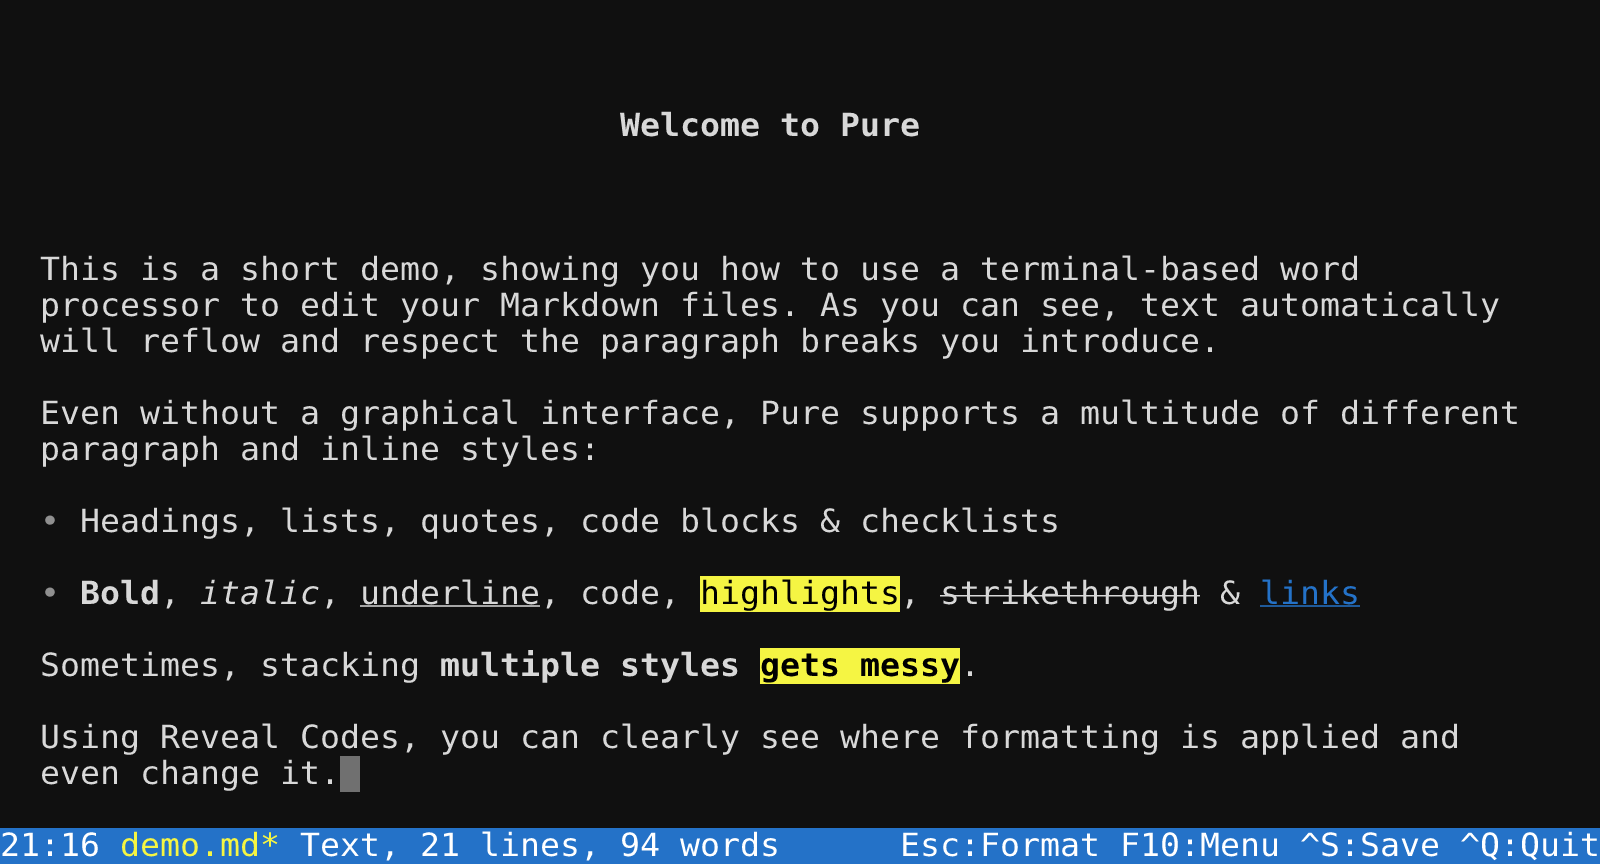 Welcome to Pure
This is a short demo, showing you how to use a terminal-based word
processor to edit your Markdown files. As you can see, text automatically
will reflow and respect the paragraph breaks you introduce.
Even without a graphical interface, Pure supports a multitude of different
paragraph and inline styles:
• Headings, lists, quotes, code blocks & checklists
• Bold, italic, underline, code, highlights, strikethrough & links
Sometimes, stacking multiple styles gets messy.
Using Reveal Codes, you can clearly see where formatting is applied and
even change it.
21:16 demo.md* Text, 21 lines, 94 words Esc:Format F10:Menu ^S:Save ^Q:Quit